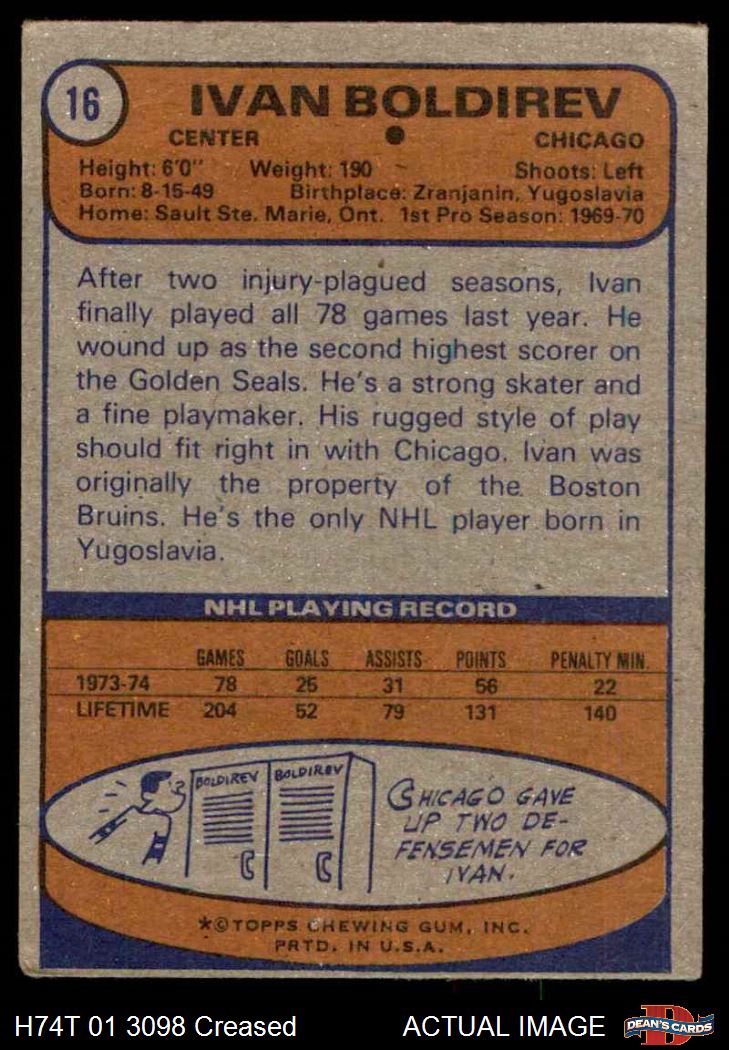 16
IVAN BOLDIREV
CENTER
CHICAGO
Height: 6'0" Weight: 190 Shoots: Left
Born: 8-15-49 Birthplace: Zranjanin, Yugoslavia
Home: Sault Ste. Marie, Ont. 1st Pro Season: 1969-70
After two injury-plagued seasons, Ivan
finally played all 78 games last year. He
wound up as the second highest scorer on
the Golden Seals. He's a strong skater and
a fine playmaker. His rugged style of play
should fit right in with Chicago. Ivan was
originally the property of the Boston
Bruins. He's the only NHL player born in
Yugoslavia.
NHL PLAYING RECORD
GAMES GOALS ASSISTS POINTS PENALTY MIN.
1973-74 78 25 31 56 22
LIFETIME 204 52 79 131 140
BOLDIREV BOLDIREV
CHICAGO GAVE
UP TWO DE-
FENSEMEN FOR
IVAN.
*©TOPPS CHEWING GUM, INC.
PRTD. IN U.S.A.
H74T 01 3098 Creased ACTUAL IMAGE
D
DEAN'S CARDS